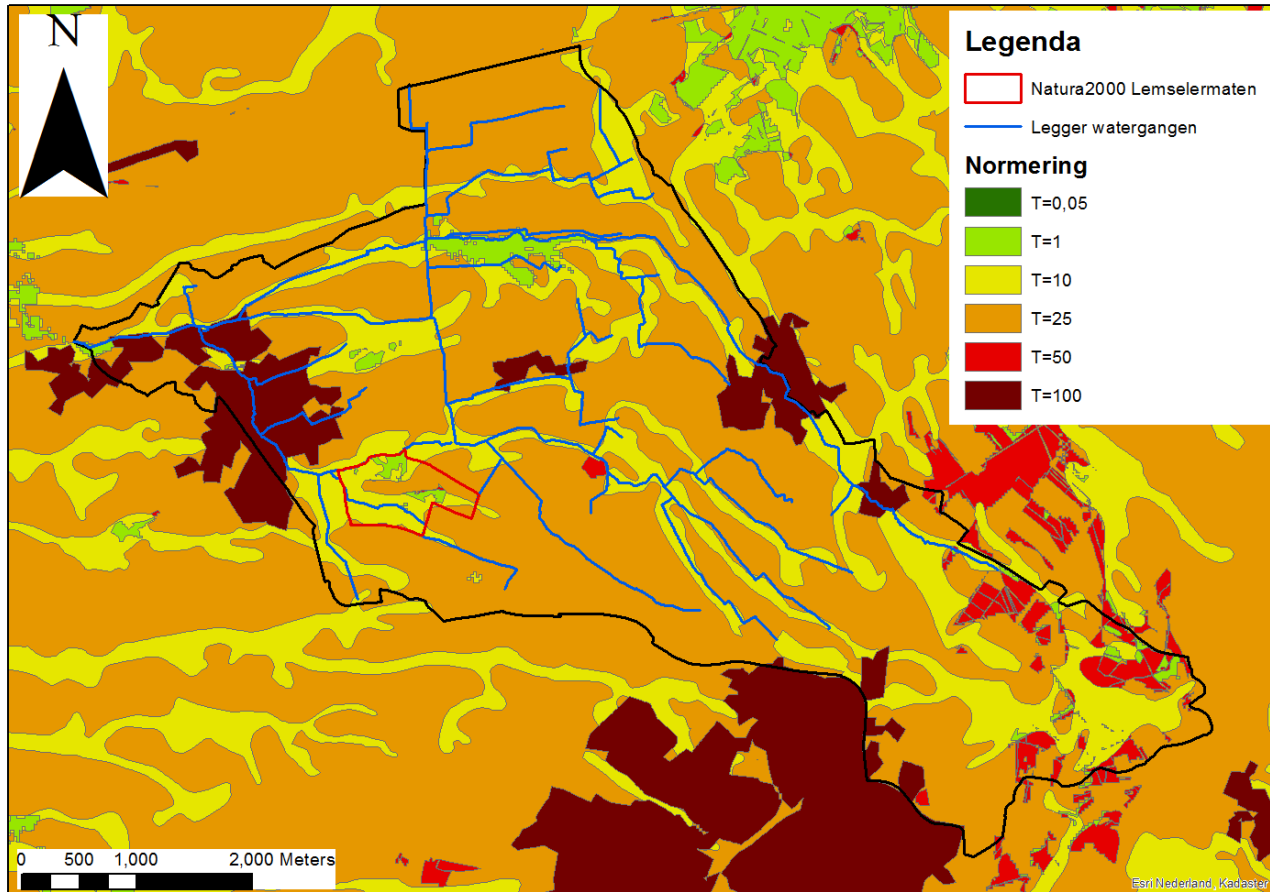 N
Legenda
Natura2000 Lemselermaten
Legger watergangen
Normering
T=0,05
T=1
T=10
T=25
T=50
T=100
0 500 1,000 2,000 Meters
Esri Nederland, Kadaster